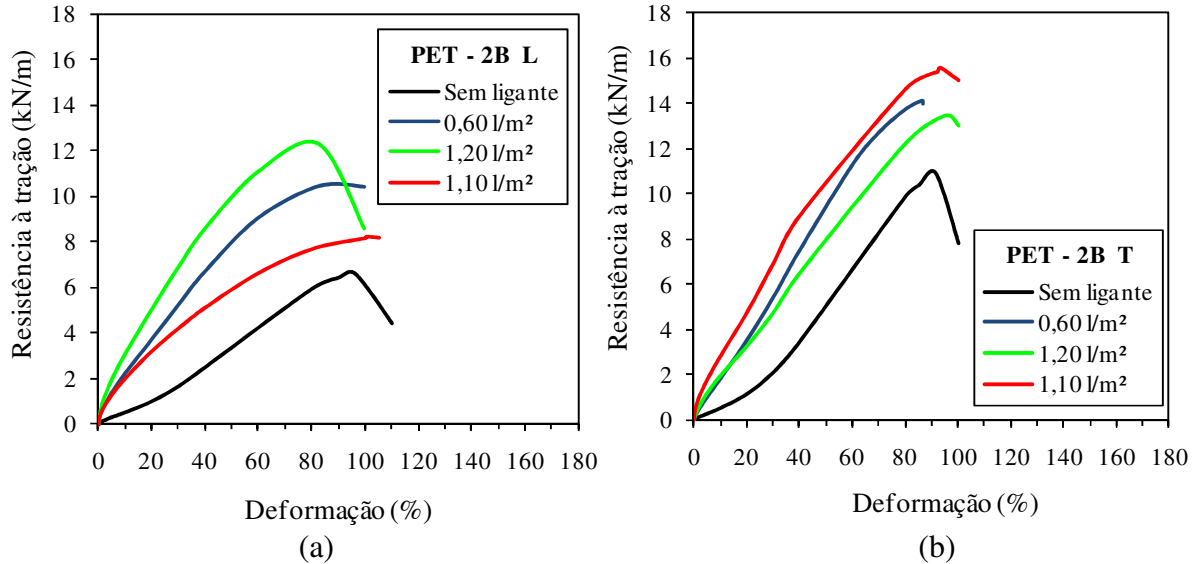 (a)
Resistência à tração (kN/m)
18
16
14
12
10
8
6
4
2
0
PET - 2B L
Sem ligante
0,60 l/m²
1,20 l/m²
1,10 l/m²
0 20 40 60 80 100 120 140 160 180
Deformação (%)
(a)
(b)
Resistência à tração (kN/m)
18
16
14
12
10
8
6
4
2
0
PET - 2B T
Sem ligante
0,60 l/m²
1,20 l/m²
1,10 l/m²
0 20 40 60 80 100 120 140 160 180
Deformação (%)
(b)